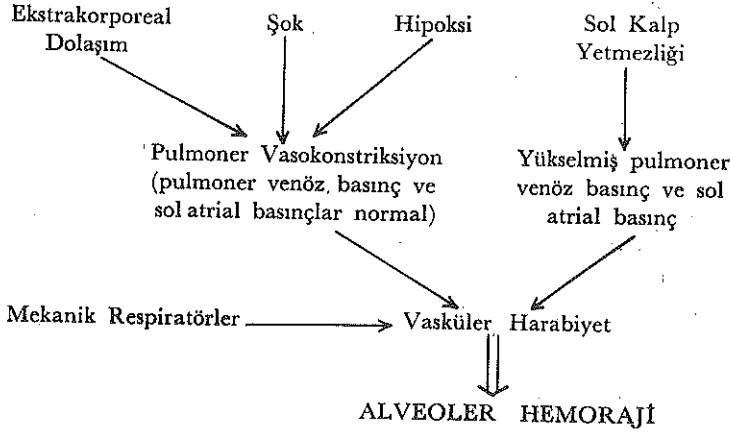 Ekstrakorporeal
Dolaşım
Şok
Hipoksi
Sol Kalp
Yetmezliği
Pulmoner Vasokonstriksiyon
(pulmoner venöz, basınç ve
sol atrial basınçlar normal)
Yükselmiş pulmoner
venöz basınç ve sol
atrial basınç
Mekanik Respiratörler
Vasküler Harabiyet
ALVEOLER HEMORAJİ